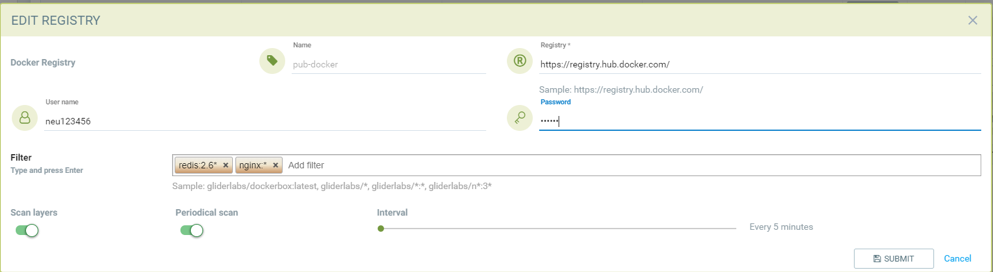 EDIT REGISTRY
Docker Registry
Name
pub-docker
Registry *
https://registry.hub.docker.com/
Sample: https://registry.hub.docker.com/
User name
neu123456
Password
••••••
Filter
Type and press Enter
redis:2.6* × nginx:* × Add filter
Sample: gliderlabs/dockerbox:latest, gliderlabs/*, gliderlabs/*:*, gliderlabs/n*:3*
Scan layers
Periodical scan
Interval
Every 5 minutes
SUBMIT
Cancel